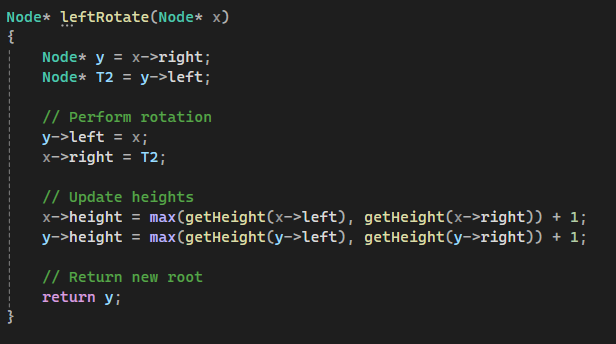 Node* leftRotate(Node* x)
{
    Node* y = x->right;
    Node* T2 = y->left;

    // Perform rotation
    y->left = x;
    x->right = T2;

    // Update heights
    x->height = max(getHeight(x->left), getHeight(x->right)) + 1;
    y->height = max(getHeight(y->left), getHeight(y->right)) + 1;

    // Return new root
    return y;
}